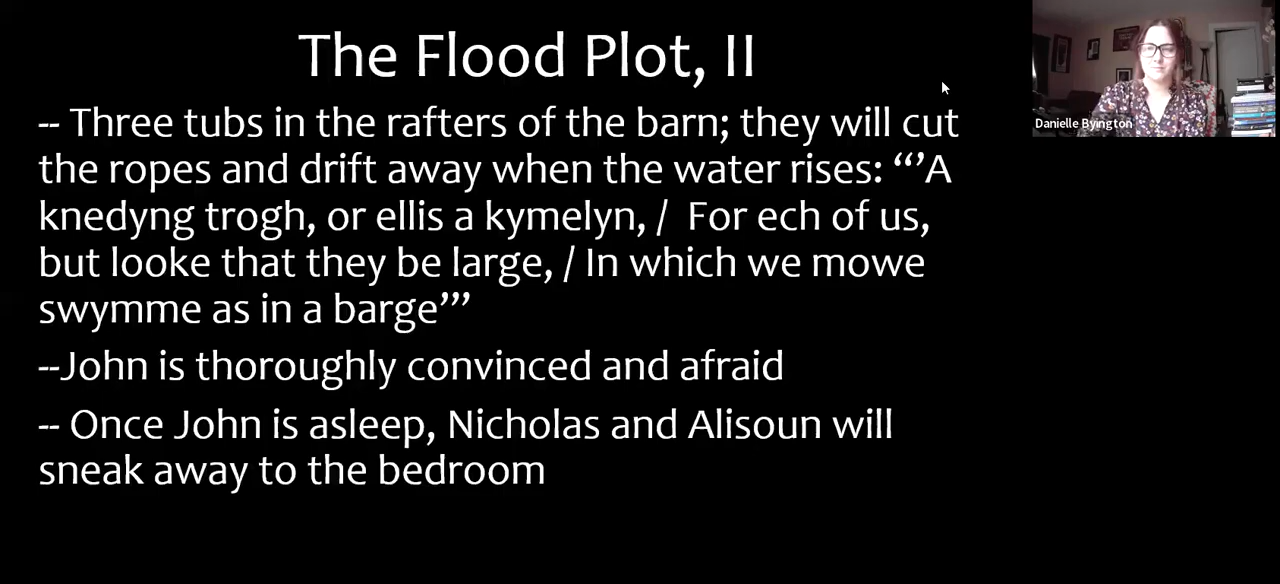 The Flood Plot, II
-- Three tubs in the rafters of the barn; they will cut
the ropes and drift away when the water rises: “’A
knedyng trogh, or ellis a kymelyn, / For ech of us,
but looke that they be large, / In which we mowe
swymme as in a barge’”
--John is thoroughly convinced and afraid
-- Once John is asleep, Nicholas and Alisoun will
sneak away to the bedroom
Danielle Byington